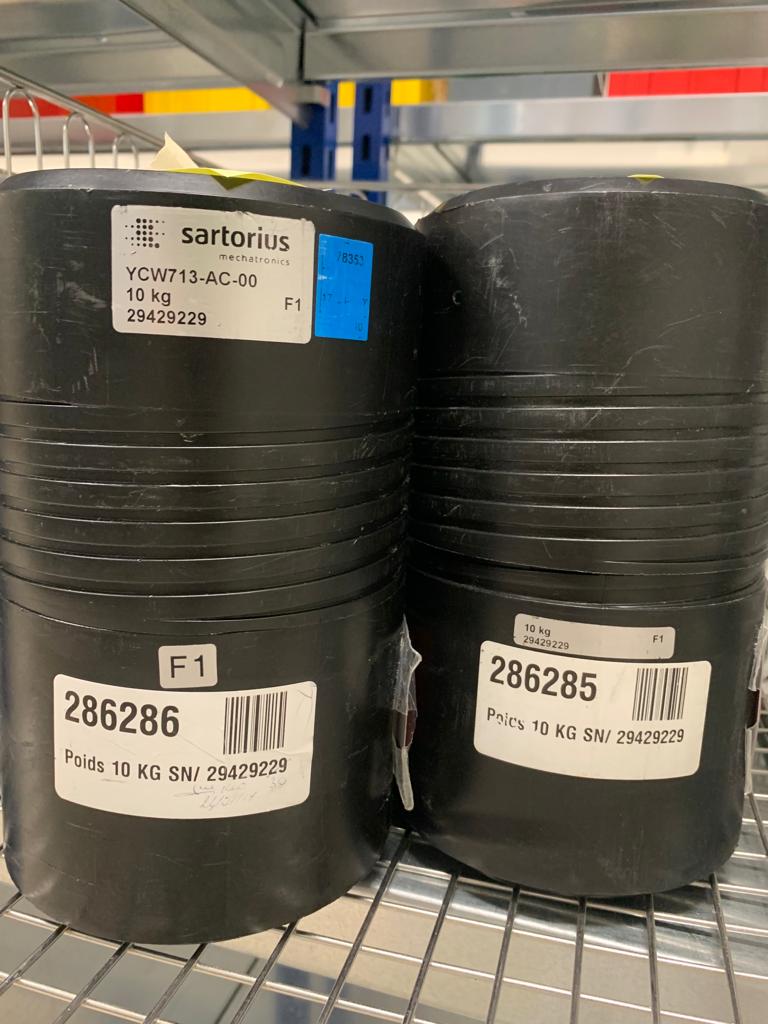 sartorius
mechatronics
YCW713-AC-00
10 kg
F1
29429229
78353
F1
286286
Poids 10 KG SN/ 29429229
10 kg
F1
29429229
286285
Poids 10 KG SN/ 29429229